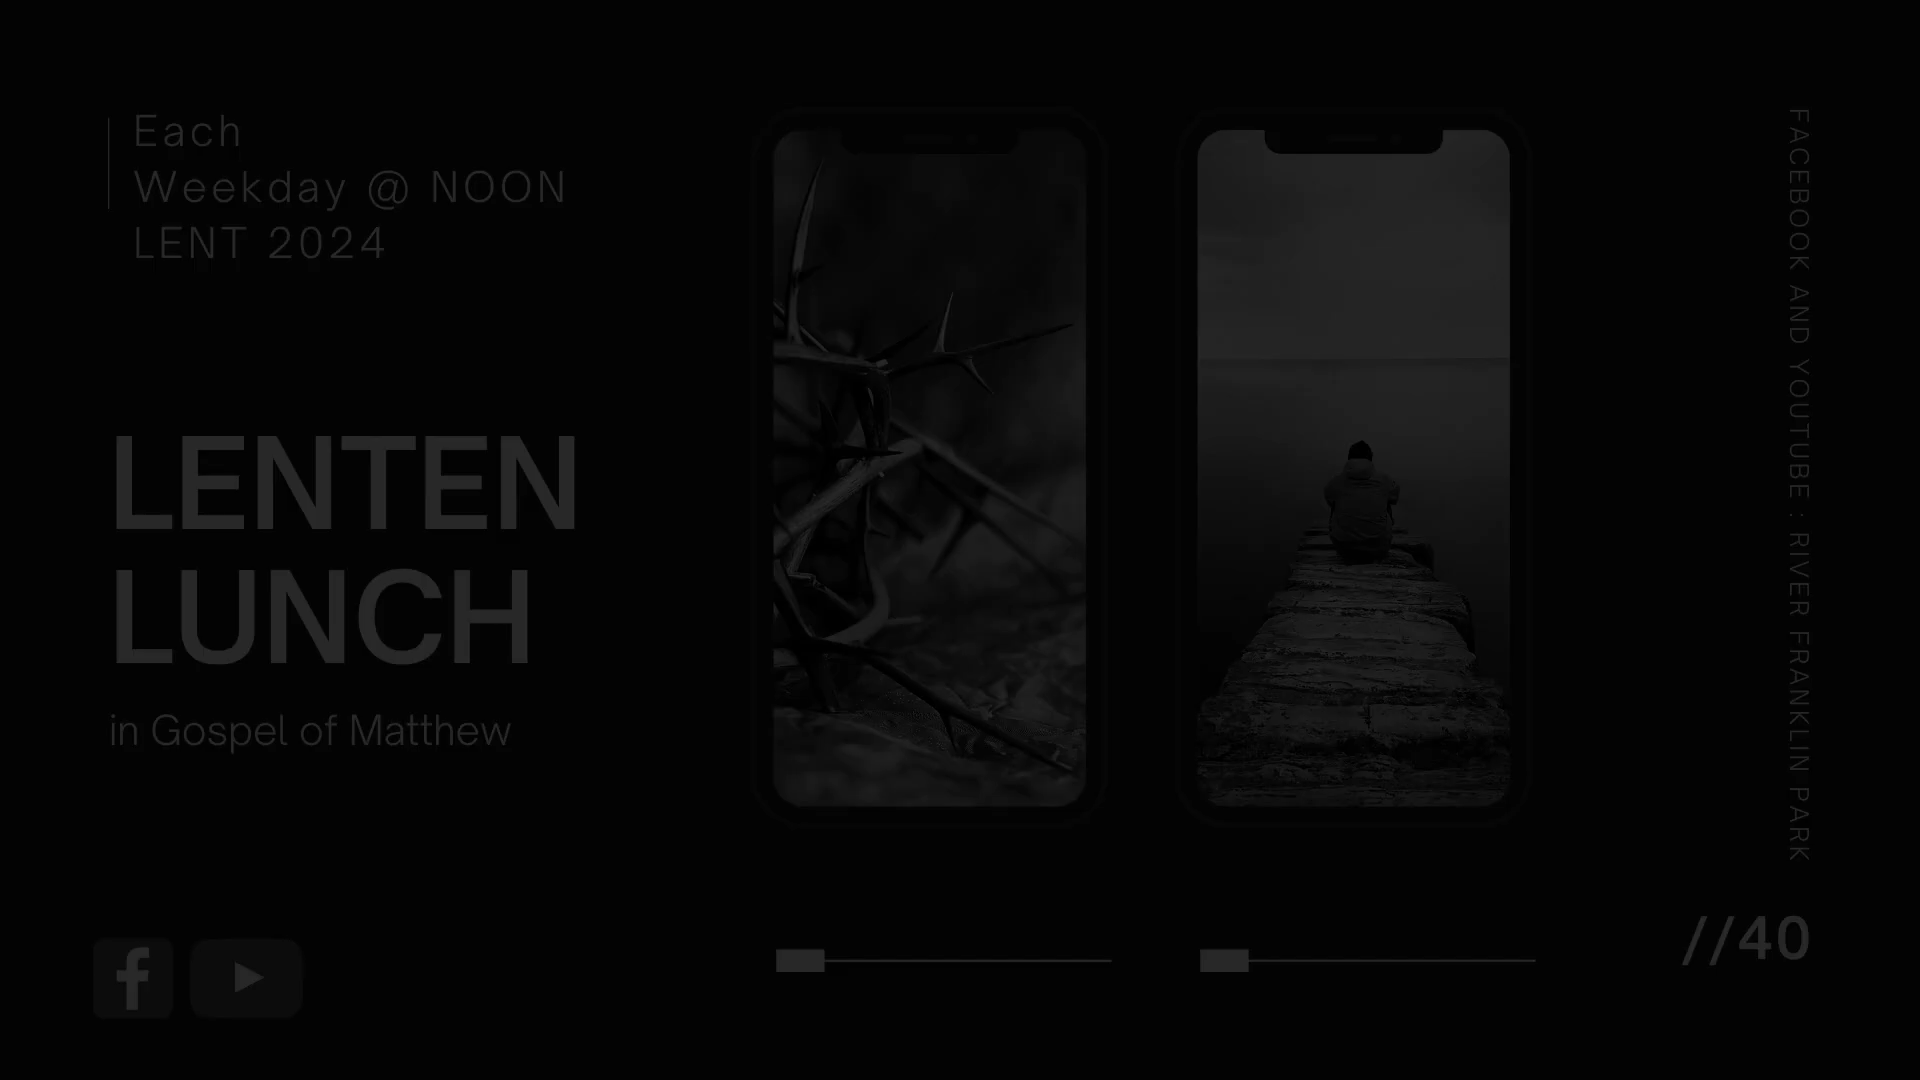 Each
Weekday @ NOON
LENT 2024
LENTEN
LUNCH
in Gospel of Matthew
FACEBOOK AND YOUTUBE : RIVER FRANKLIN PARK
//40